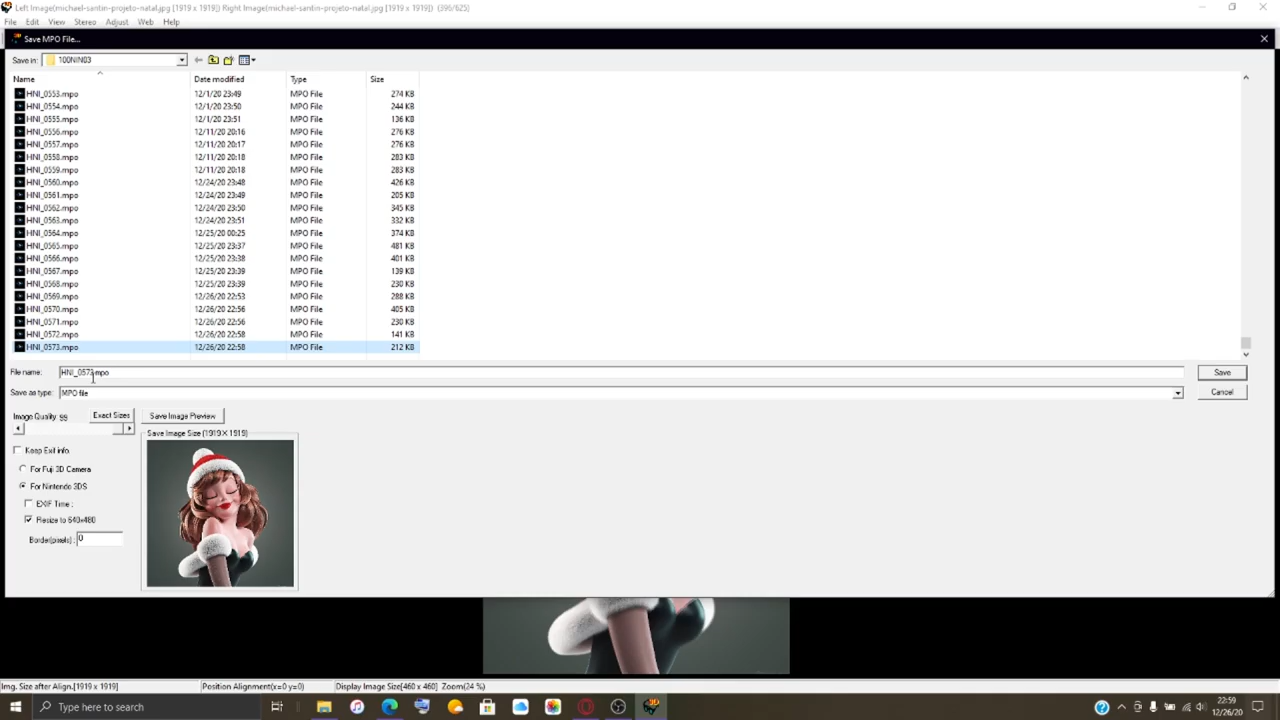 Left Image(michael-santin-projeto-natal.jpg [1919 x 1919]) Right Image(michael-santin-projeto-natal.jpg [1919 x 1919]) (396/625)
File Edit View Stereo Adjust Web Help
Save MPO File...
Save in: 100NIN03
Name Date modified Type Size
HNI_0553.mpo 12/1/20 23:49 MPO File 274 KB
HNI_0554.mpo 12/1/20 23:50 MPO File 244 KB
HNI_0555.mpo 12/1/20 23:51 MPO File 136 KB
HNI_0556.mpo 12/11/20 20:16 MPO File 276 KB
HNI_0557.mpo 12/11/20 20:17 MPO File 276 KB
HNI_0558.mpo 12/11/20 20:18 MPO File 283 KB
HNI_0559.mpo 12/11/20 20:18 MPO File 283 KB
HNI_0560.mpo 12/24/20 23:48 MPO File 426 KB
HNI_0561.mpo 12/24/20 23:49 MPO File 205 KB
HNI_0562.mpo 12/24/20 23:50 MPO File 345 KB
HNI_0563.mpo 12/24/20 23:51 MPO File 332 KB
HNI_0564.mpo 12/25/20 00:25 MPO File 374 KB
HNI_0565.mpo 12/25/20 23:37 MPO File 481 KB
HNI_0566.mpo 12/25/20 23:38 MPO File 401 KB
HNI_0567.mpo 12/25/20 23:39 MPO File 139 KB
HNI_0568.mpo 12/25/20 23:39 MPO File 230 KB
HNI_0569.mpo 12/26/20 22:53 MPO File 288 KB
HNI_0570.mpo 12/26/20 22:56 MPO File 405 KB
HNI_0571.mpo 12/26/20 22:56 MPO File 230 KB
HNI_0572.mpo 12/26/20 22:58 MPO File 141 KB
HNI_0573.mpo 12/26/20 22:58 MPO File 212 KB
File name: HNI_0573.mpo Save
Save as type: MPO file Cancel
Image Quality: 99 Exact Sizes Save Image Preview
Save Image Size (1919 X 1919)
Keep Exif info.
For Fuji 3D Camera
For Nintendo 3DS
EXIF Time :
Resize to 640x480
Border(pixels) : 0
Img. Size after Align.[1919 x 1919] Position Alignment(x=0 y=0) Display Image Size[460 x 460] Zoom(24 %)
Type here to search
22:59
12/26/20